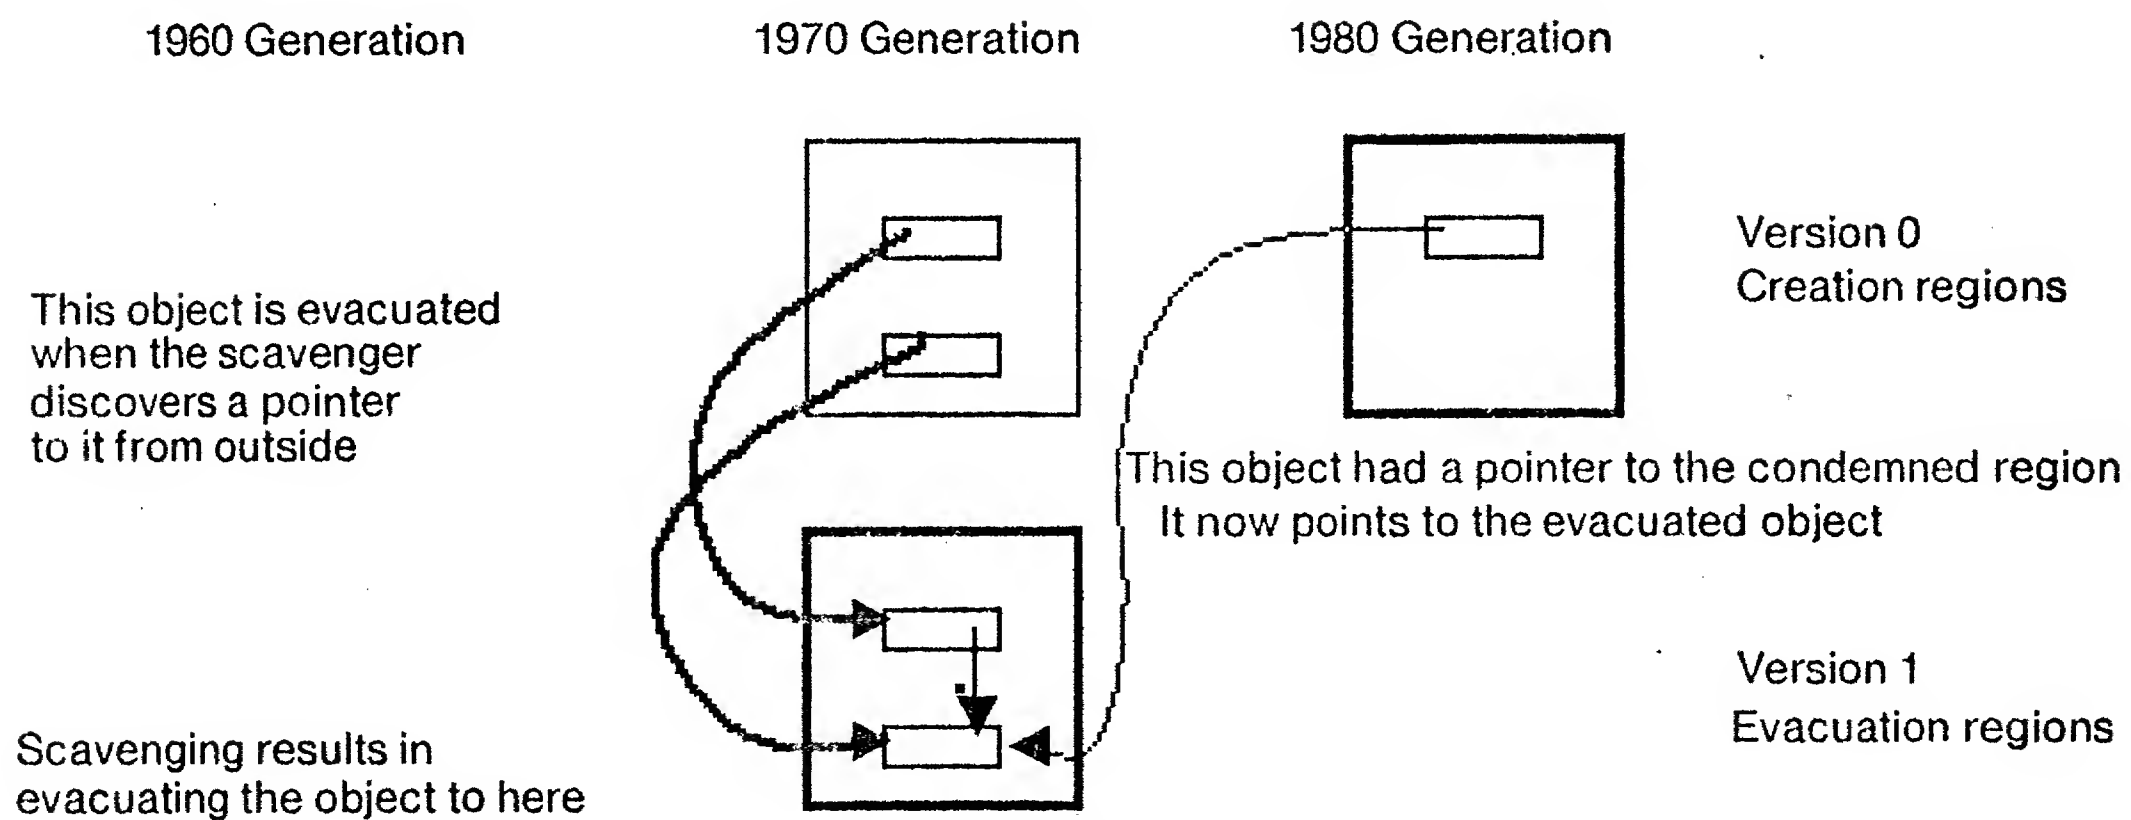 1960 Generation
1970 Generation
1980 Generation
Version 0
Creation regions
This object is evacuated
when the scavenger
discovers a pointer
to it from outside
This object had a pointer to the condemned region
It now points to the evacuated object
Version 1
Evacuation regions
Scavenging results in
evacuating the object to here